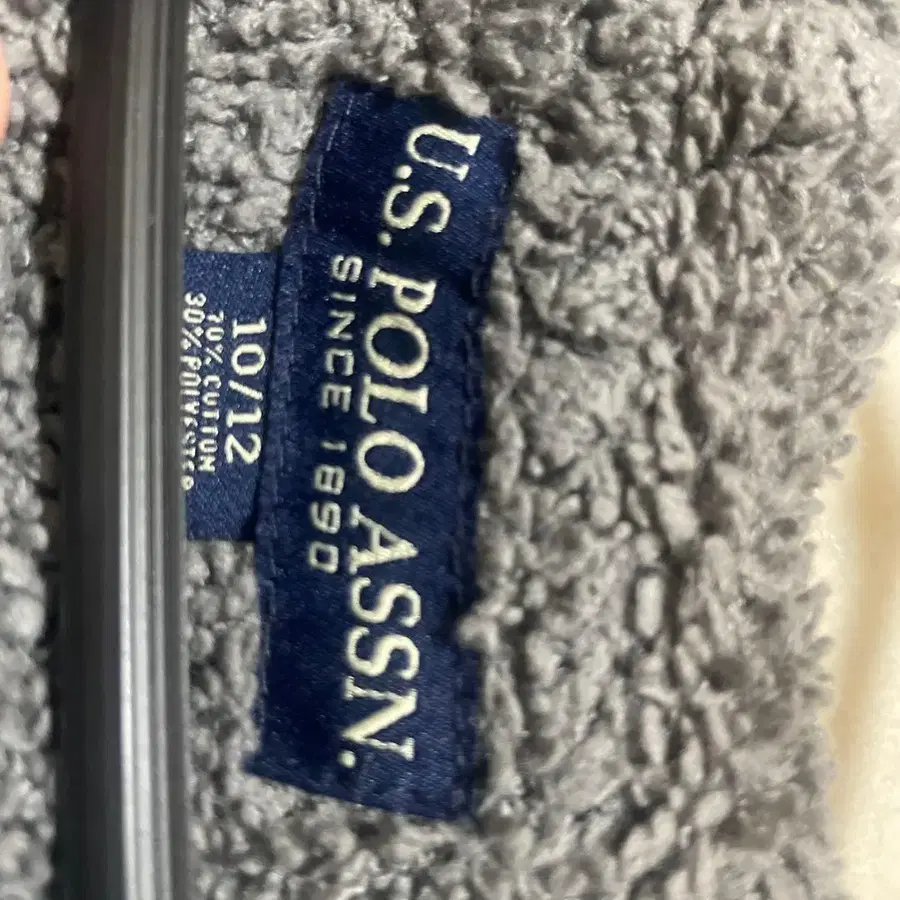 U.S. POLO ASSN.
SINCE 1890
10/12
70% COTTON
30% POLYESTER